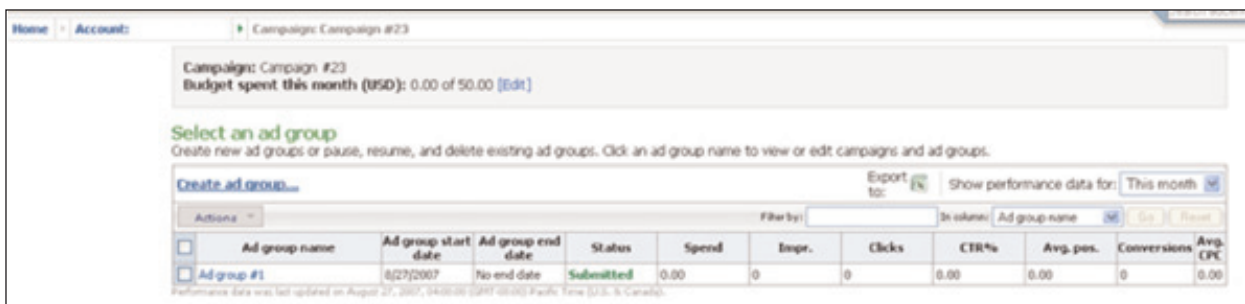 Home Account: Campaign: Campaign #23
Campaign: Campaign #23
Budget spent this month (USD): 0.00 of 50.00 [Edit]
Select an ad group
Create new ad groups or pause, resume, and delete existing ad groups. Click an ad group name to view or edit campaigns and ad groups.
Create ad group... Export to: Show performance data for: This month
Actions Filter by: In column: Ad group name Go Reset
Ad group name Ad group start date Ad group end date Status Spend Impr. Clicks CTR% Avg. pos. Conversions Avg. CPC
Ad group #1 8/27/2007 No end date Submitted 0.00 0 0 0.00 0.00 0 0.00
Performance data was last updated on August 27, 2007, 04:00:00 (GMT-08:00) Pacific Time (U.S. & Canada).